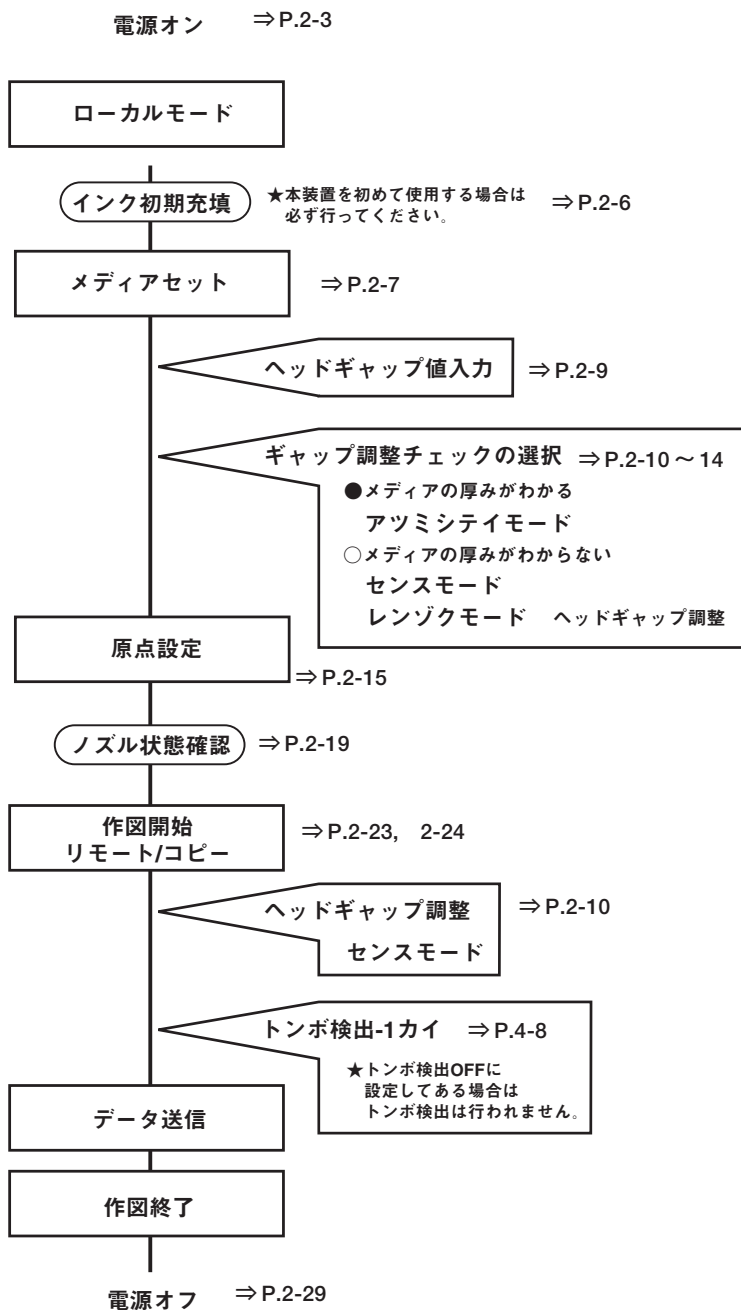 電源オン ⇒P.2-3
ローカルモード
インク初期充填 ★本装置を初めて使用する場合は ⇒P.2-6
必ず行ってください。
メディアセット ⇒P.2-7
ヘッドギャップ値入力 ⇒P.2-9
ギャップ調整チェックの選択 ⇒P.2-10～14
●メディアの厚みがわかる
アツミシテイモード
○メディアの厚みがわからない
センスモード
レンゾクモード ヘッドギャップ調整
原点設定
⇒P.2-15
ノズル状態確認 ⇒P.2-19
作図開始
リモート/コピー ⇒P.2-23, 2-24
ヘッドギャップ調整 ⇒P.2-10
センスモード
トンボ検出-1カイ ⇒P.4-8
★トンボ検出OFFに
設定してある場合は
トンボ検出は行われません。
データ送信
作図終了
電源オフ ⇒P.2-29